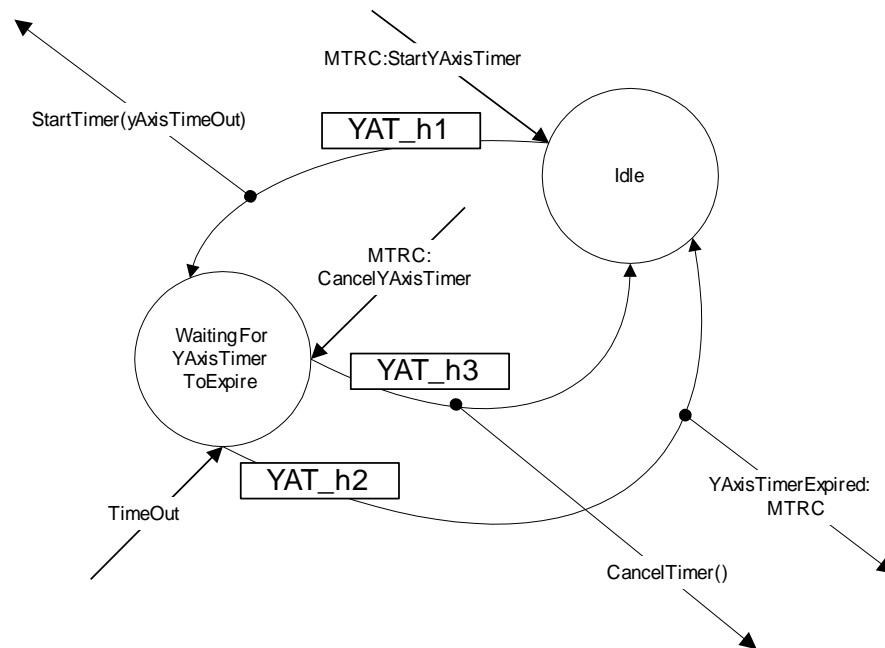 MTRC:StartYAxisTimer
StartTimer(yAxisTimeOut)
YAT_h1
Idle
MTRC:
CancelYAxisTimer
WaitingFor
YAxisTimer
ToExpire
YAT_h3
YAT_h2
TimeOut
YAxisTimerExpired:
MTRC
CancelTimer()